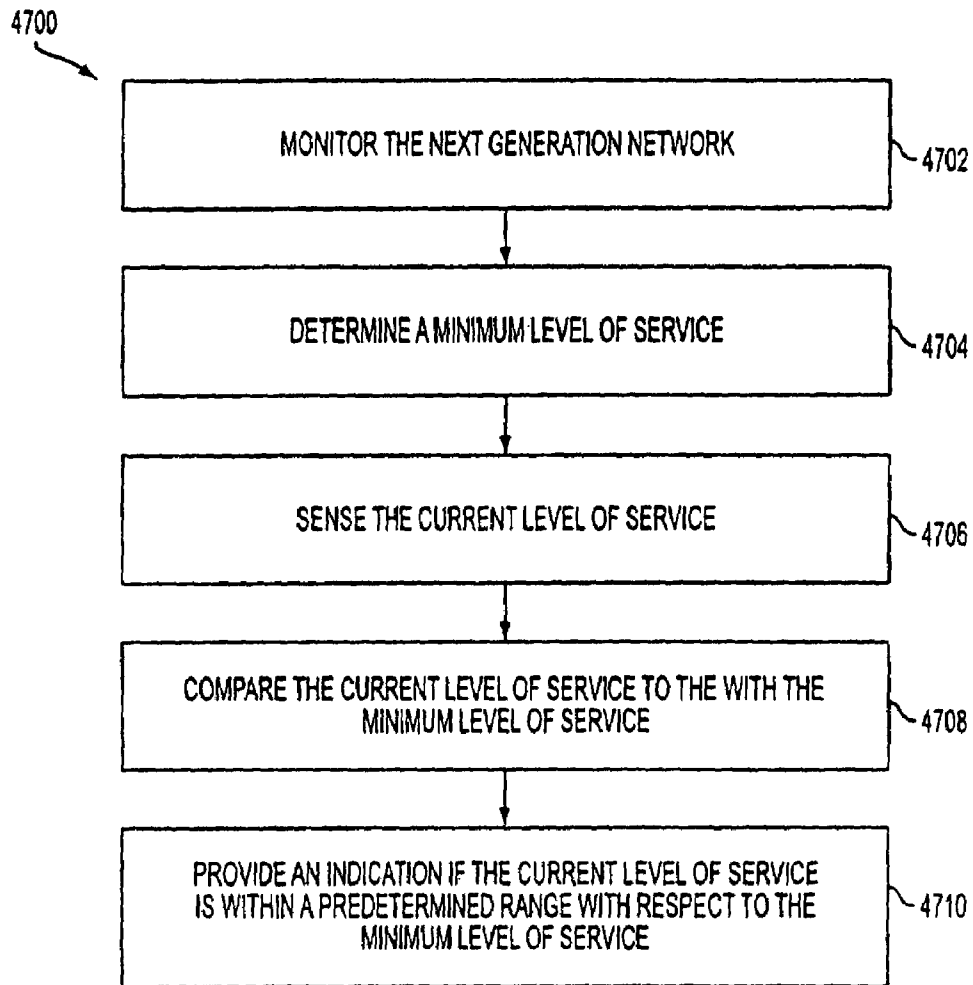 4700
MONITOR THE NEXT GENERATION NETWORK
4702
DETERMINE A MINIMUM LEVEL OF SERVICE
4704
SENSE THE CURRENT LEVEL OF SERVICE
4706
COMPARE THE CURRENT LEVEL OF SERVICE TO THE WITH THE
MINIMUM LEVEL OF SERVICE
4708
PROVIDE AN INDICATION IF THE CURRENT LEVEL OF SERVICE
IS WITHIN A PREDETERMINED RANGE WITH RESPECT TO THE
MINIMUM LEVEL OF SERVICE
4710